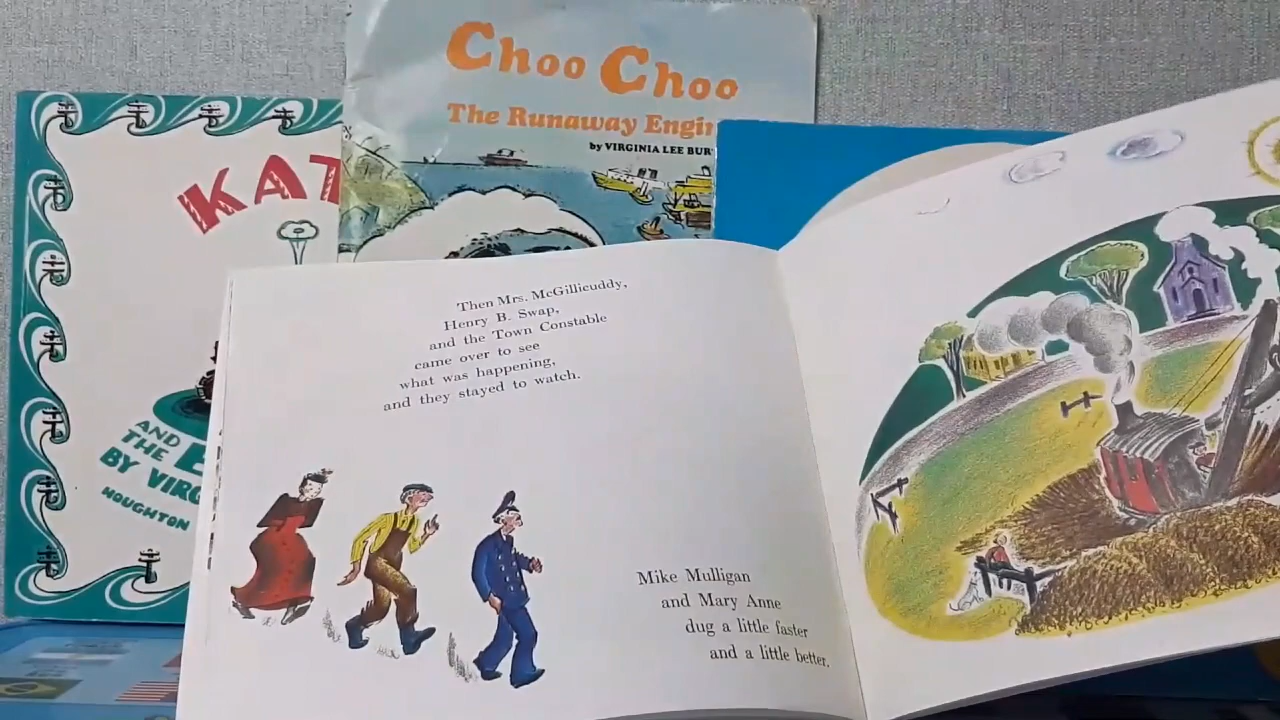 Choo Choo
The Runaway Engin
by VIRGINIA LEE BUR
KAT
AND
THE
BY VIRG
HOUGHTON
Then Mrs. McGillicuddy,
Henry B. Swap,
and the Town Constable
came over to see
what was happening,
and they stayed to watch.
Mike Mulligan
and Mary Anne
dug a little faster
and a little better.